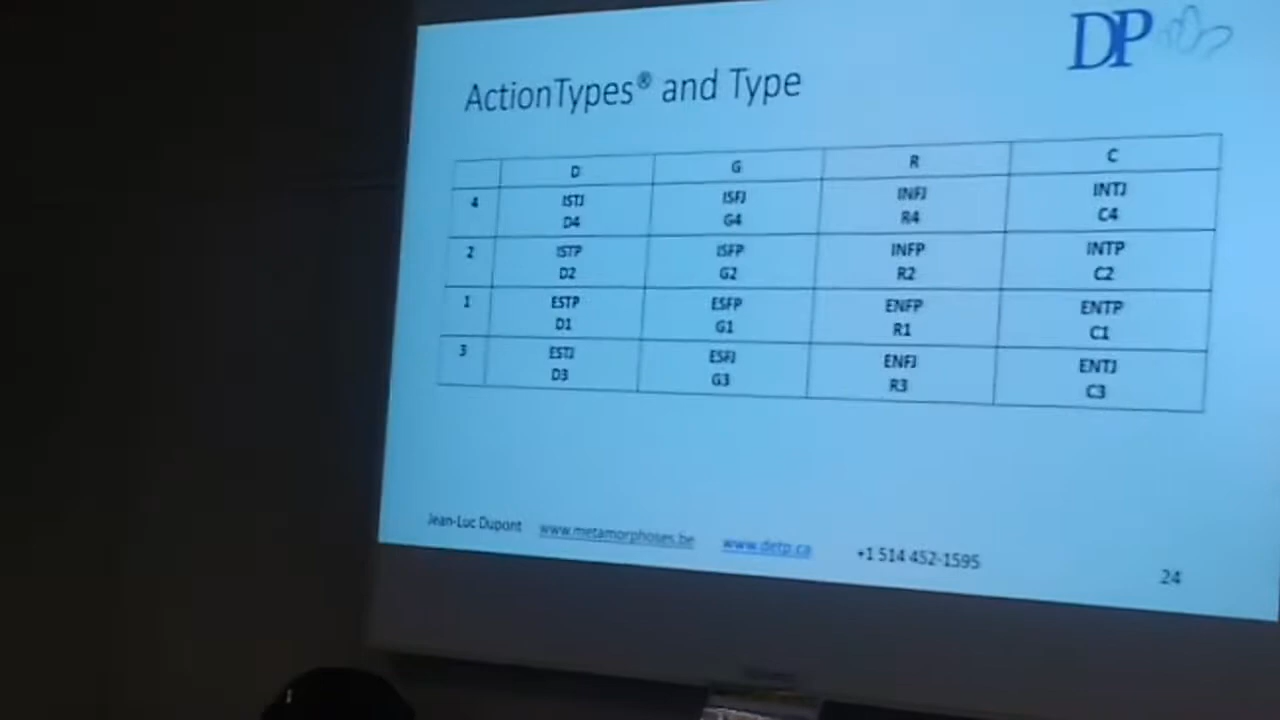 DP
ActionTypes® and Type
D G R C
4 ISTJ ISFJ INFJ INTJ
D4 G4 R4 C4
2 ISTP ISFP INFP INTP
D2 G2 R2 C2
1 ESTP ESFP ENFP ENTP
D1 G1 R1 C1
3 ESTJ ESFJ ENFJ ENTJ
D3 G3 R3 C3
Jean-Luc Dupont www.metamorphoses.be www.detp.ca +1 514 452-1595
24